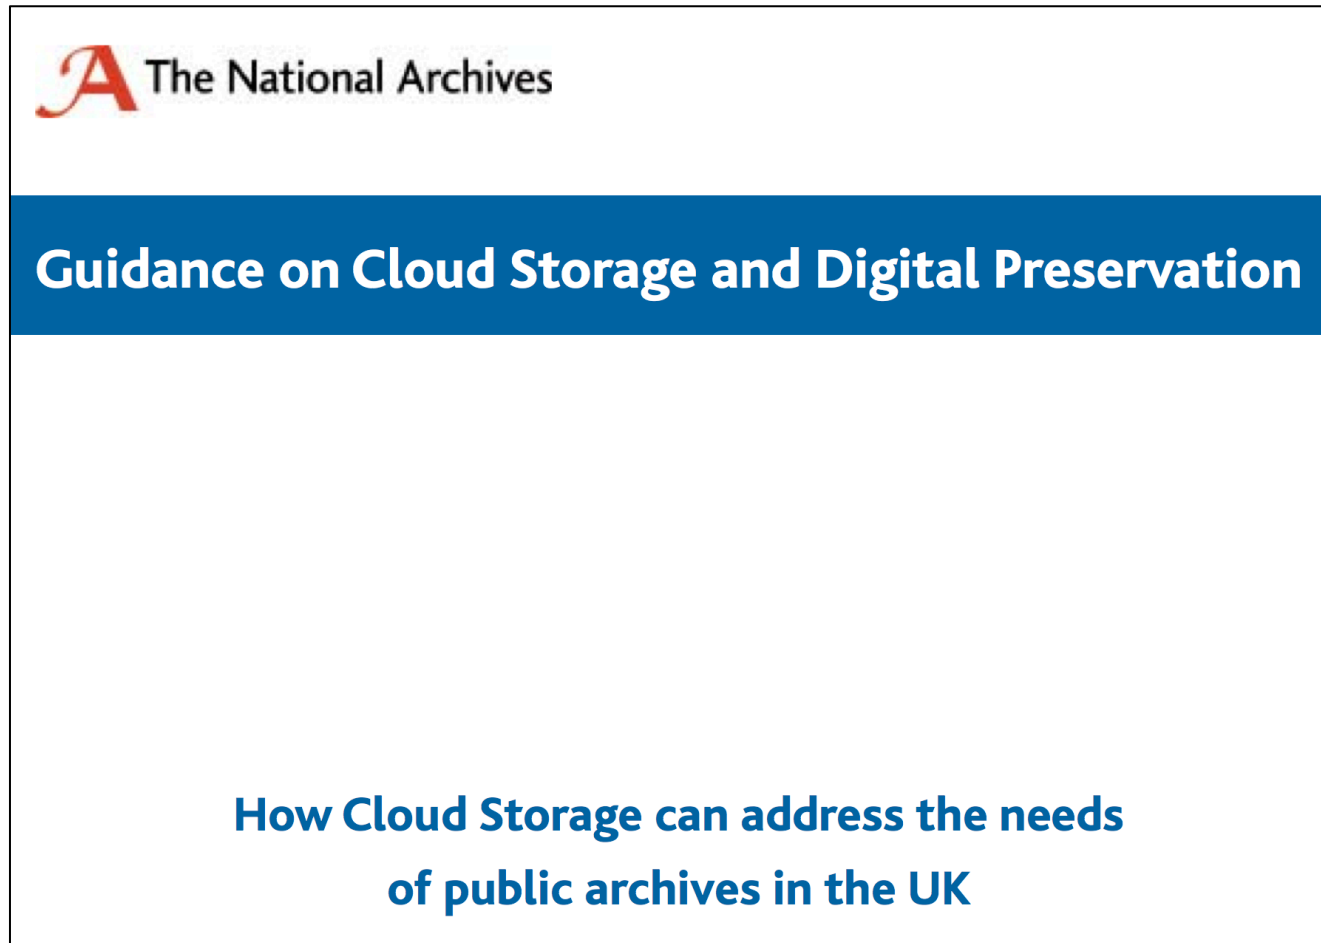 The National Archives
Guidance on Cloud Storage and Digital Preservation
How Cloud Storage can address the needs
of public archives in the UK